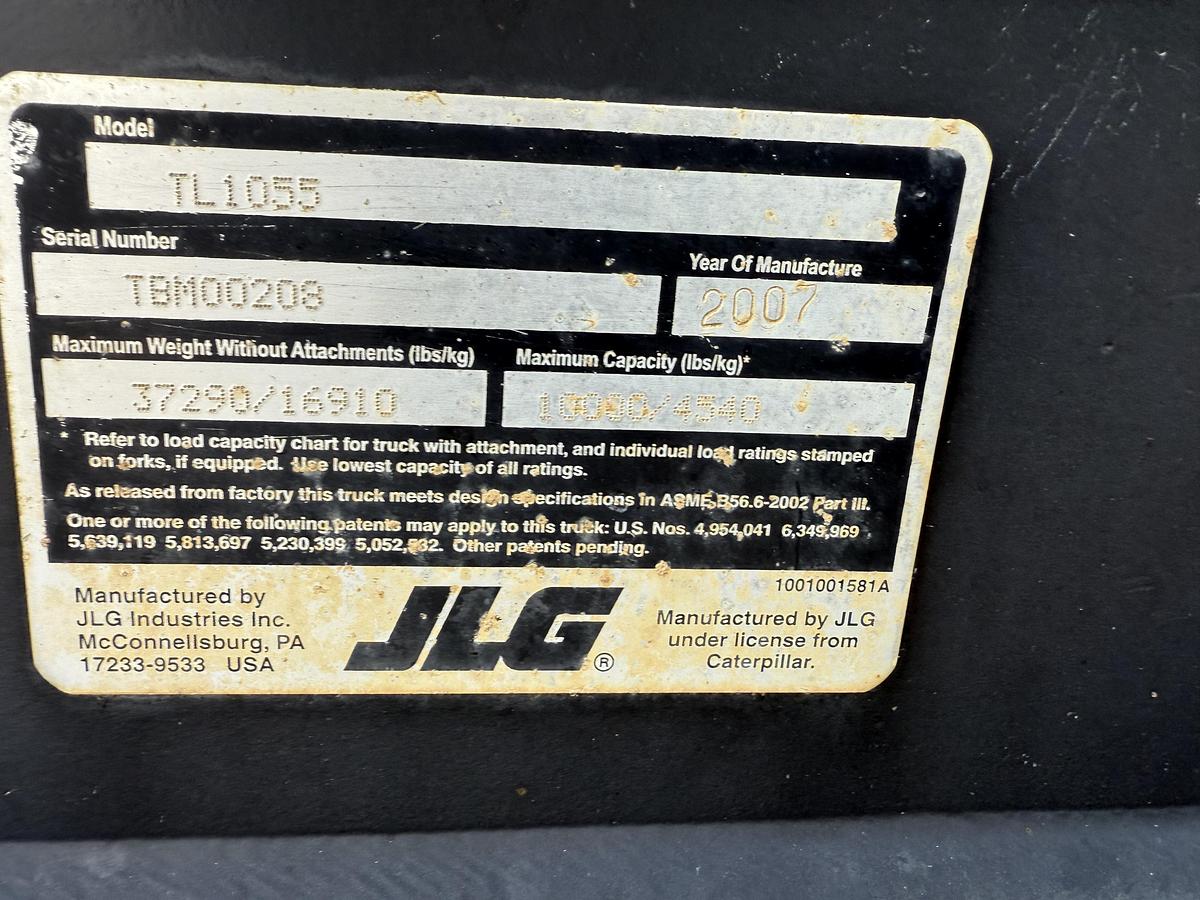 Model
TL1055
Serial Number
TBM00208
Year Of Manufacture
2007
Maximum Weight Without Attachments (lbs/kg)
37290/16910
Maximum Capacity (lbs/kg)*
10000/4540
* Refer to load capacity chart for truck with attachment, and individual load ratings stamped
on forks, if equipped. Use lowest capacity of all ratings.
As released from factory this truck meets design specifications in ASME B56.6-2002 Part III.
One or more of the following patents may apply to this truck: U.S. Nos. 4,954,041 6,349,969
5,639,119 5,813,697 5,230,399 Other patents pending.
1001001581A
Manufactured by
JLG Industries Inc.
McConnellsburg, PA
17233-9533 USA
JLG®
Manufactured by JLG
under license from
Caterpillar.